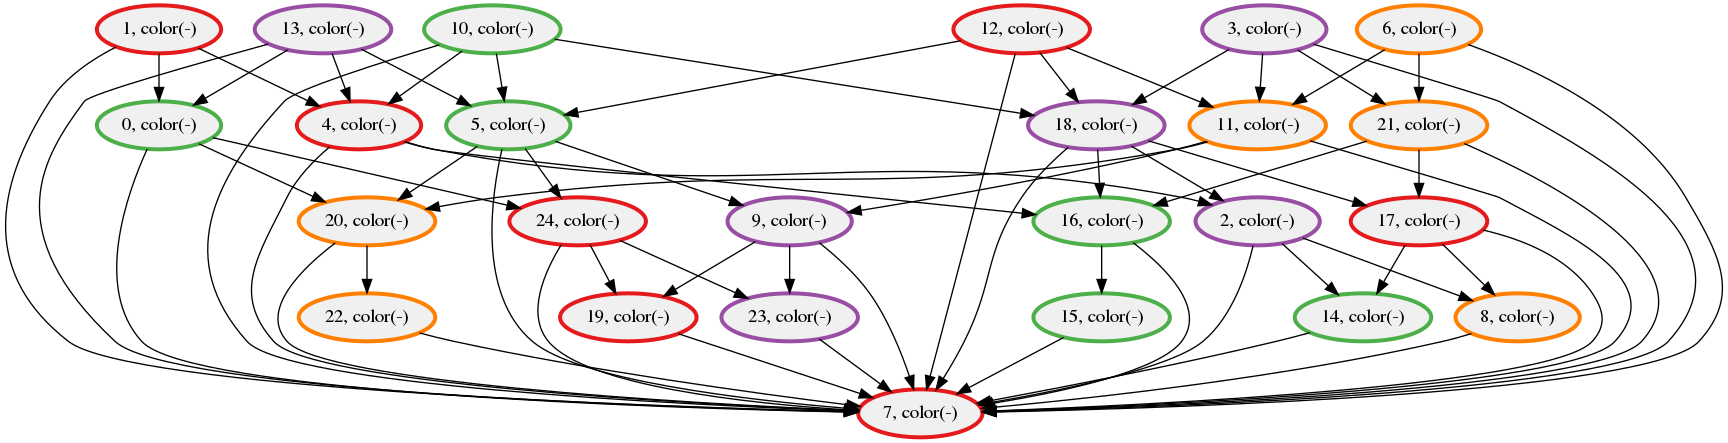 1, color(-)
13, color(-)
10, color(-)
12, color(-)
3, color(-)
6, color(-)
0, color(-)
4, color(-)
5, color(-)
18, color(-)
11, color(-)
21, color(-)
20, color(-)
24, color(-)
9, color(-)
16, color(-)
2, color(-)
17, color(-)
22, color(-)
19, color(-)
23, color(-)
15, color(-)
14, color(-)
8, color(-)
7, color(-)